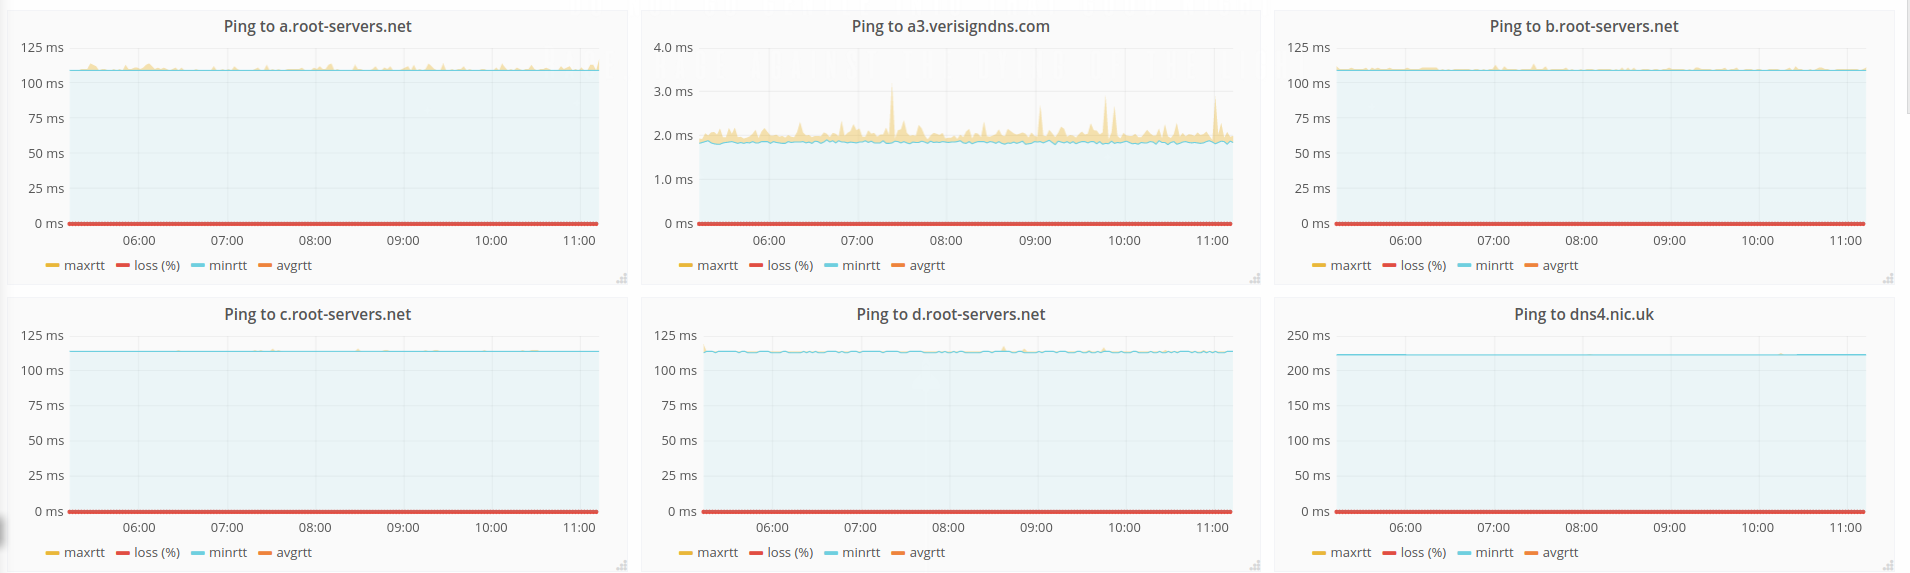 Ping to a.root-servers.net
125 ms
100 ms
75 ms
50 ms
25 ms
0 ms
06:00 07:00 08:00 09:00 10:00 11:00
maxrtt loss (%) minrtt avgrtt
Ping to a3.verisigndns.com
4.0 ms
3.0 ms
2.0 ms
1.0 ms
0 ms
06:00 07:00 08:00 09:00 10:00 11:00
maxrtt loss (%) minrtt avgrtt
Ping to b.root-servers.net
125 ms
100 ms
75 ms
50 ms
25 ms
0 ms
06:00 07:00 08:00 09:00 10:00 11:00
maxrtt loss (%) minrtt avgrtt
Ping to c.root-servers.net
125 ms
100 ms
75 ms
50 ms
25 ms
0 ms
06:00 07:00 08:00 09:00 10:00 11:00
maxrtt loss (%) minrtt avgrtt
Ping to d.root-servers.net
125 ms
100 ms
75 ms
50 ms
25 ms
0 ms
06:00 07:00 08:00 09:00 10:00 11:00
maxrtt loss (%) minrtt avgrtt
Ping to dns4.nic.uk
250 ms
200 ms
150 ms
100 ms
50 ms
0 ms
06:00 07:00 08:00 09:00 10:00 11:00
maxrtt loss (%) minrtt avgrtt